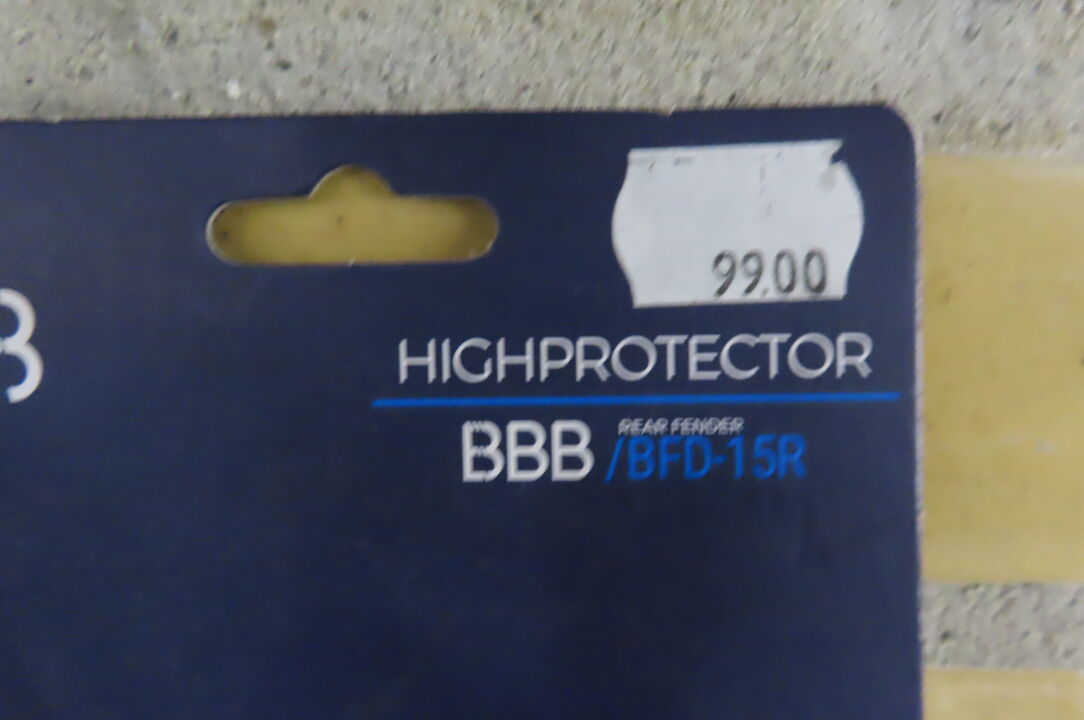 99.00
HIGHPROTECTOR
BBB REAR FENDER
/BFD-15R